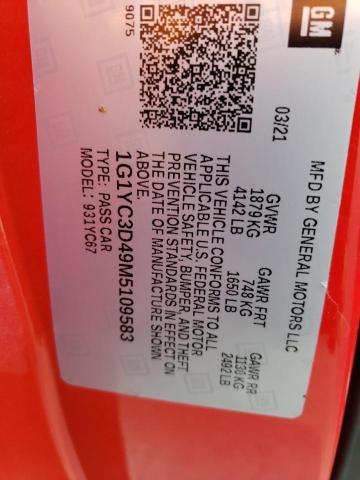 GM
MFD BY GENERAL MOTORS LLC
03/21
GVWR GAWR FRT GAWR RR
1879 KG 748 KG 1130 KG
4142 LB 1650 LB 2492 LB
THIS VEHICLE CONFORMS TO ALL
APPLICABLE U.S. FEDERAL MOTOR
VEHICLE SAFETY, BUMPER, AND THEFT
PREVENTION STANDARDS IN EFFECT ON
THE DATE OF MANUFACTURE SHOWN
ABOVE.
1G1YC3D49M5109583
TYPE: PASS CAR
931YC67
9075